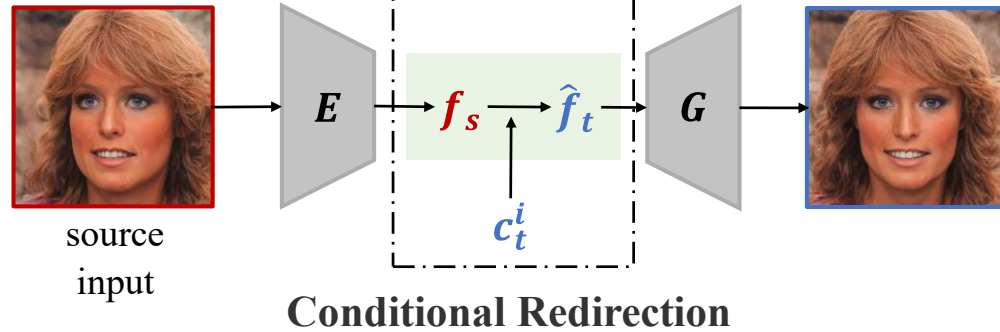 E
f_s
f̂_t
G
c_t^i
source
input
Conditional Redirection